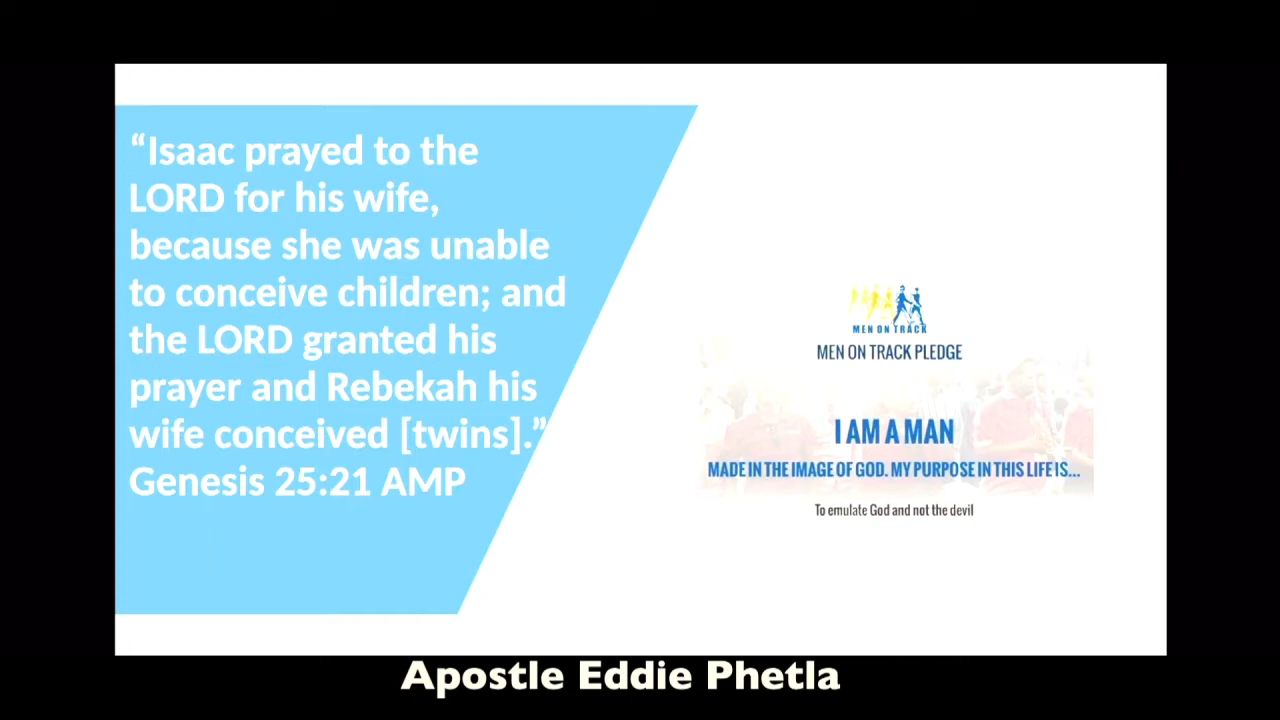 “Isaac prayed to the
LORD for his wife,
because she was unable
to conceive children; and
the LORD granted his
prayer and Rebekah his
wife conceived [twins].”
Genesis 25:21 AMP
MEN ON TRACK
MEN ON TRACK PLEDGE
I AM A MAN
MADE IN THE IMAGE OF GOD. MY PURPOSE IN THIS LIFE IS...
To emulate God and not the devil
Apostle Eddie Phetla